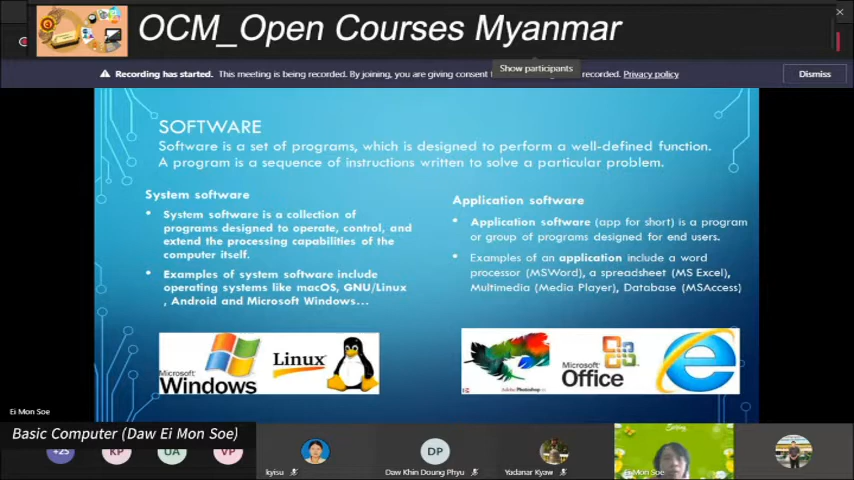 OCM_Open Courses Myanmar
Show participants
Recording has started. This meeting is being recorded. By joining, you are giving consent recorded. Privacy policy
Dismiss
SOFTWARE
Software is a set of programs, which is designed to perform a well-defined function.
A program is a sequence of instructions written to solve a particular problem.
System software
• System software is a collection of
programs designed to operate, control, and
extend the processing capabilities of the
computer itself.
• Examples of system software include
operating systems like macOS, GNU/Linux
, Android and Microsoft Windows...
Application software
• Application software (app for short) is a program
or group of programs designed for end users.
• Examples of an application include a word
processor (MSWord), a spreadsheet (MS Excel),
Multimedia (Media Player), Database (MSAccess)
Microsoft
Windows
Linux
Adobe Photoshop
Microsoft
Office
Ei Mon Soe
Basic Computer (Daw Ei Mon Soe)
+25
KP
UA
VP
kyisu
DP
Daw Khin Doung Phyu
Yadanar Kyaw
Ei Mon Soe